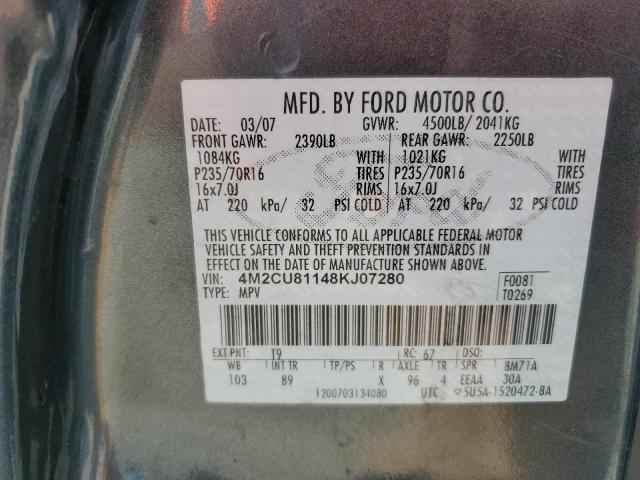 MFD. BY FORD MOTOR CO.
DATE: 03/07 GVWR: 4500LB/ 2041KG
FRONT GAWR: 2390LB REAR GAWR: 2250LB
1084KG WITH 1021KG WITH
P235/70R16 TIRES P235/70R16 TIRES
16x7.0J RIMS 16x7.0J RIMS
AT 220 kPa/ 32 PSI COLD AT 220 kPa/ 32 PSI COLD
THIS VEHICLE CONFORMS TO ALL APPLICABLE FEDERAL MOTOR
VEHICLE SAFETY AND THEFT PREVENTION STANDARDS IN
EFFECT ON THE DATE OF MANUFACTURE SHOWN ABOVE.
VIN: 4M2CU81148KJ07280 F0081
TYPE: MPV T0269
EXT PNT: T9 RC: 67 DSO:
WB INT TR TP/PS R AXLE TR SPR 8M71A
103 89 X 96 4 EEAA 30A
1200703134080 UTC ▽5U5A-1520472-BA